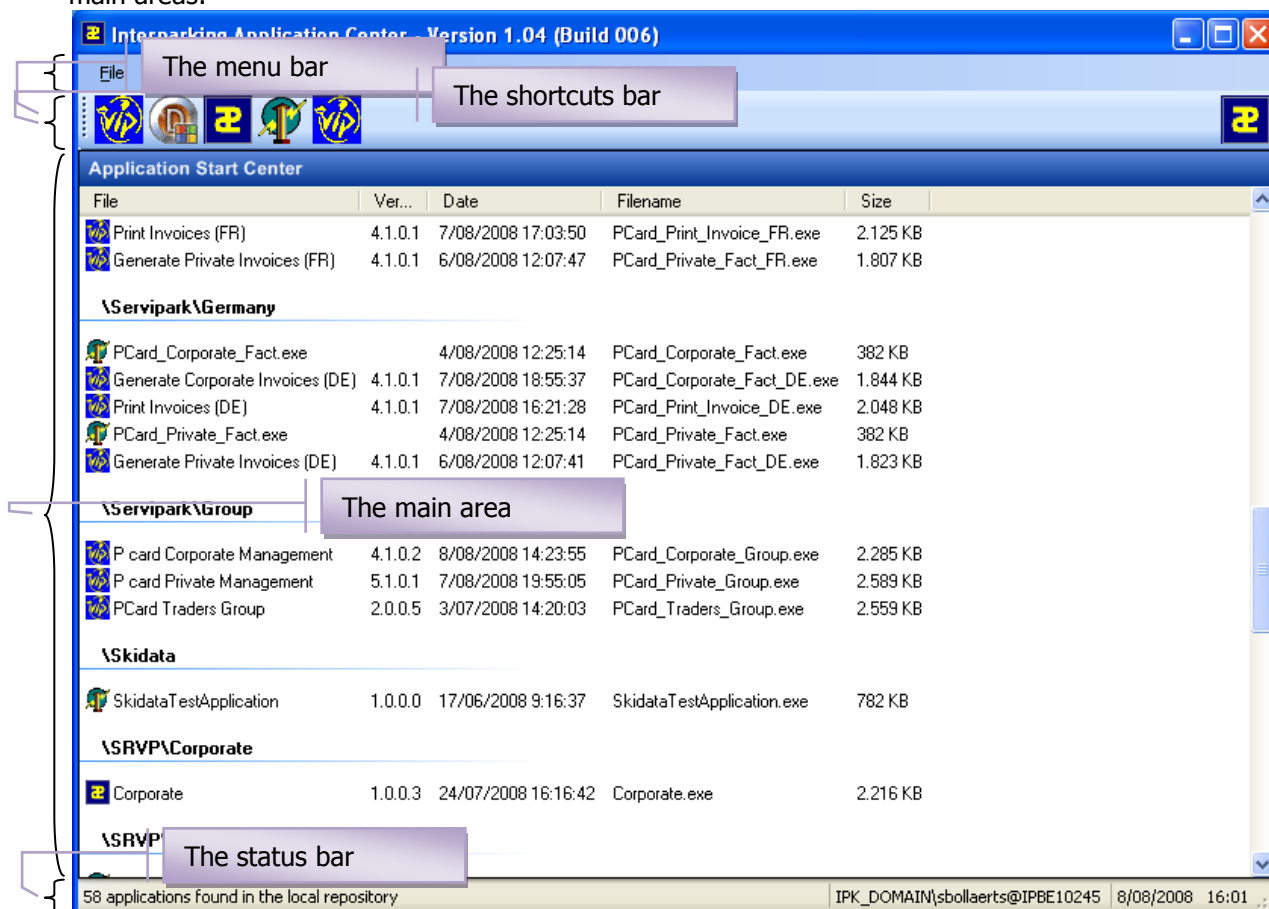 main areas:
Interparking Application Center - Version 1.04 (Build 006)
File
The menu bar
The shortcuts bar
Application Start Center
File Ver... Date Filename Size
Print Invoices (FR) 4.1.0.1 7/08/2008 17:03:50 PCard_Print_Invoice_FR.exe 2.125 KB
Generate Private Invoices (FR) 4.1.0.1 6/08/2008 12:07:47 PCard_Private_Fact_FR.exe 1.807 KB
\Servipark\Germany
PCard_Corporate_Fact.exe 4/08/2008 12:25:14 PCard_Corporate_Fact.exe 382 KB
Generate Corporate Invoices (DE) 4.1.0.1 7/08/2008 18:55:37 PCard_Corporate_Fact_DE.exe 1.844 KB
Print Invoices (DE) 4.1.0.1 7/08/2008 16:21:28 PCard_Print_Invoice_DE.exe 2.048 KB
PCard_Private_Fact.exe 4/08/2008 12:25:14 PCard_Private_Fact.exe 382 KB
Generate Private Invoices (DE) 4.1.0.1 6/08/2008 12:07:41 PCard_Private_Fact_DE.exe 1.823 KB
\Servipark\Group
The main area
P card Corporate Management 4.1.0.2 8/08/2008 14:23:55 PCard_Corporate_Group.exe 2.285 KB
P card Private Management 5.1.0.1 7/08/2008 19:55:05 PCard_Private_Group.exe 2.589 KB
PCard Traders Group 2.0.0.5 3/07/2008 14:20:03 PCard_Traders_Group.exe 2.559 KB
\Skidata
SkidataTestApplication 1.0.0.0 17/06/2008 9:16:37 SkidataTestApplication.exe 782 KB
\SRVP\Corporate
Corporate 1.0.0.3 24/07/2008 16:16:42 Corporate.exe 2.216 KB
\SRVP
The status bar
58 applications found in the local repository IPK_DOMAIN\sbollaerts@IPBE10245 8/08/2008 16:01